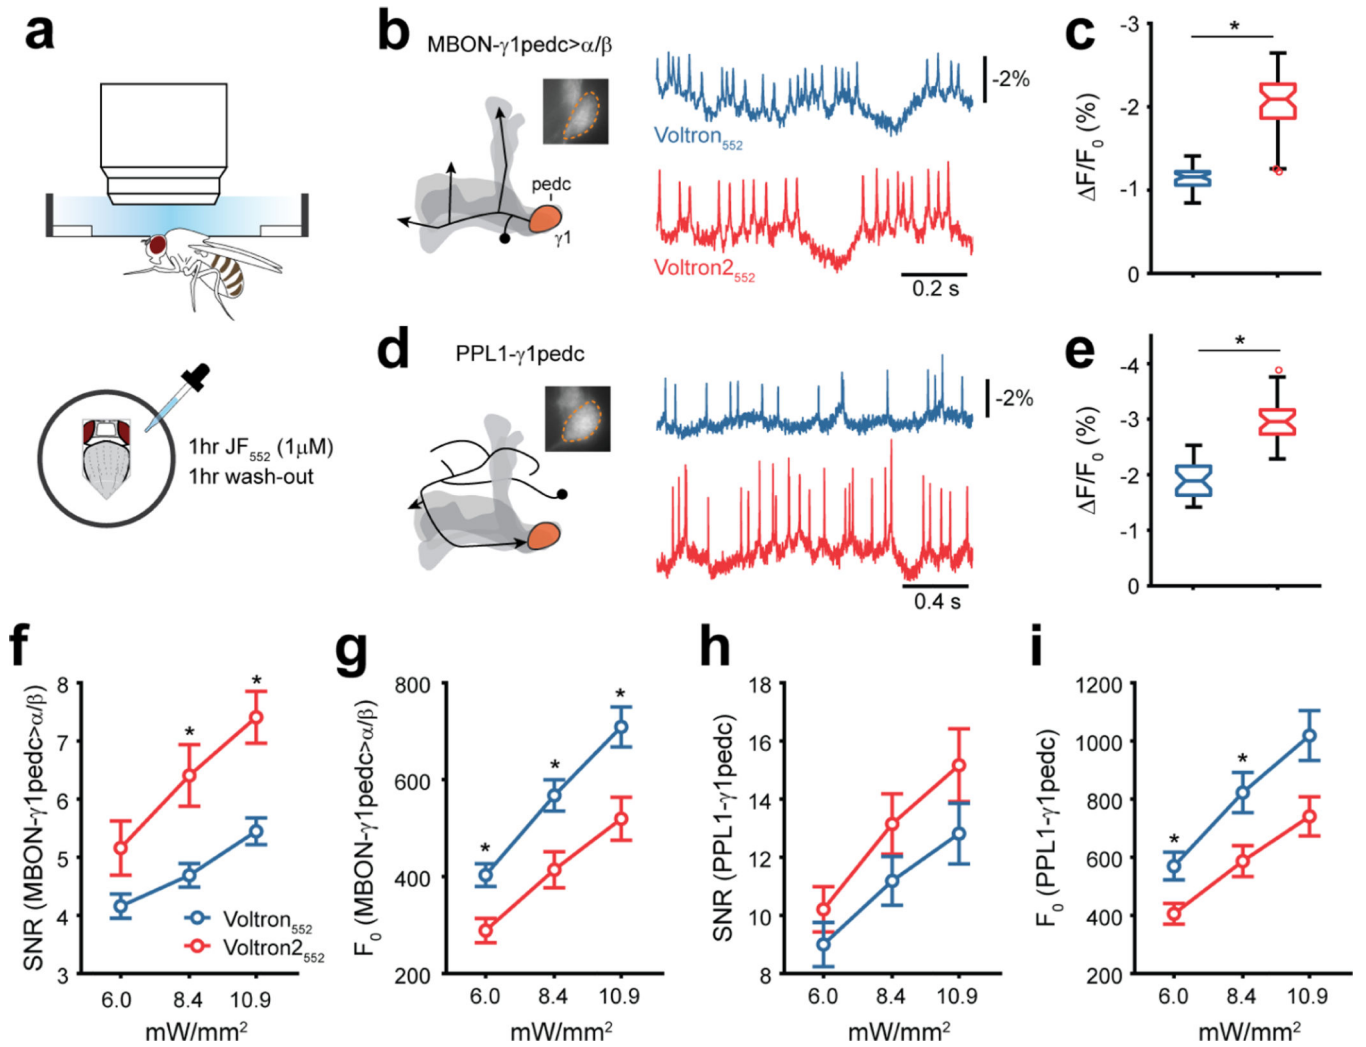 a
1hr JF552 (1µM)
1hr wash-out
b
MBON-γ1pedc>α/β
pedc
γ1
Voltron552
Voltron2552
-2%
0.2 s
c
ΔF/F0 (%)
-3
-2
-1
0
*
d
PPL1-γ1pedc
-2%
0.4 s
e
ΔF/F0 (%)
-4
-3
-2
-1
0
*
f
SNR (MBON-γ1pedc>α/β)
8
7
6
5
4
3
* *
Voltron552
Voltron2552
6.0 8.4 10.9
mW/mm2
g
F0 (MBON-γ1pedc>α/β)
800
600
400
200
* * *
6.0 8.4 10.9
mW/mm2
h
SNR (PPL1-γ1pedc)
18
16
14
12
10
8
6.0 8.4 10.9
mW/mm2
i
F0 (PPL1-γ1pedc)
1200
1000
800
600
400
200
* *
6.0 8.4 10.9
mW/mm2